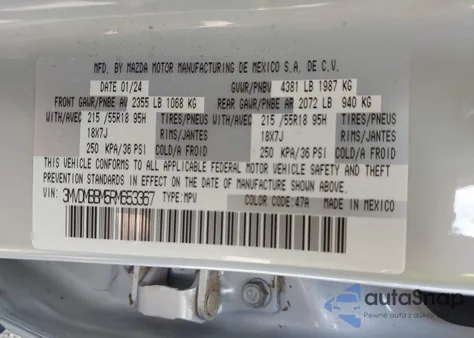 MFD. BY MAZDA MOTOR MANUFACTURING DE MEXICO S.A. DE C.V.
DATE 01/24 GVWR/PNBV 4381 LB 1987 KG
FRONT GAWR/PNBE AV 2355 LB 1068 KG REAR GAWR/PNBE AR 2072 LB 940 KG
WITH/AVEC 215 /55R18 95H TIRES/PNEUS WITH/AVEC 215 /55R18 95H TIRES/PNEUS
18X7J RIMS/JANTES 18X7J RIMS/JANTES
250 KPA/36 PSI COLD/A FROID 250 KPA/36 PSI COLD/A FROID
THIS VEHICLE CONFORMS TO ALL APPLICABLE FEDERAL MOTOR VEHICLE SAFETY AND THEFT
PREVENTION STANDARDS IN EFFECT ON THE DATE OF MANUFACTURE SHOWN ABOVE.
VIN: 3MVDMBBM5RM653367 TYPE:MPV COLOR CODE:47A MADE IN MEXICO
autaSnap
Pewne auta z aukcji